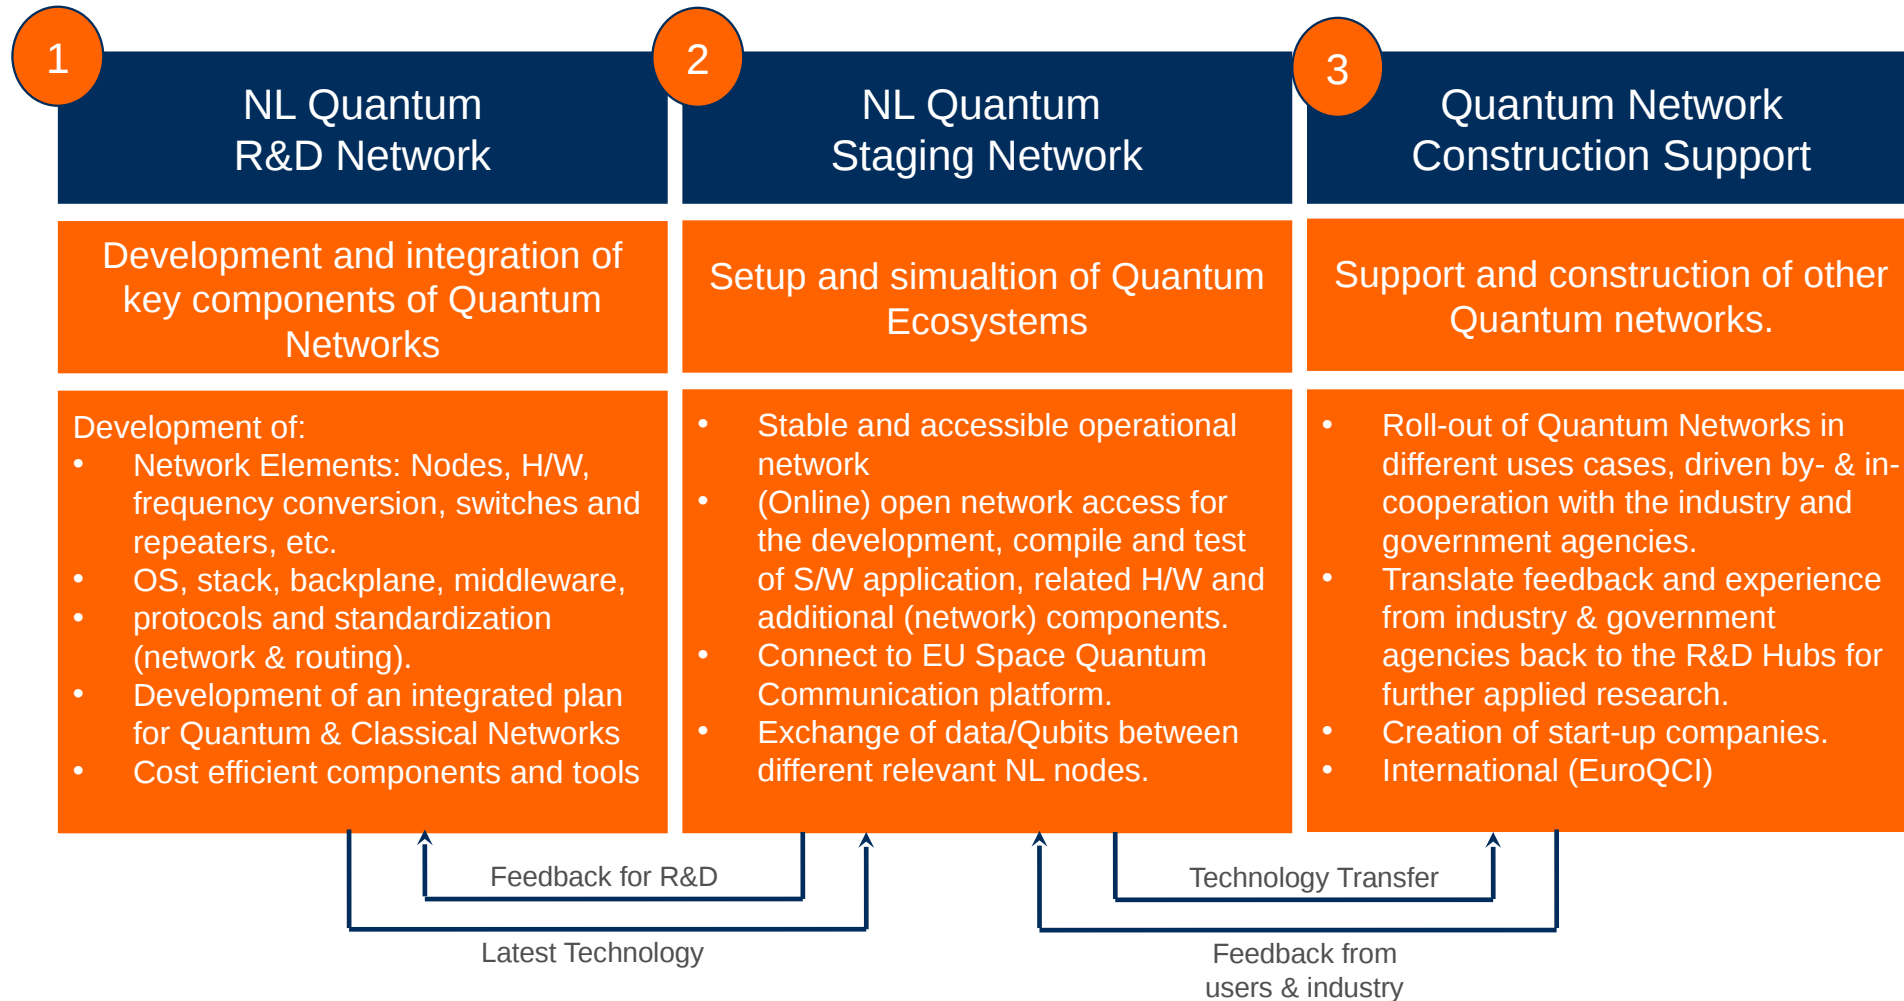 1
NL Quantum
R&D Network
Development and integration of
key components of Quantum
Networks
Development of:
• Network Elements: Nodes, H/W,
frequency conversion, switches and
repeaters, etc.
• OS, stack, backplane, middleware,
• protocols and standardization
(network & routing).
• Development of an integrated plan
for Quantum & Classical Networks
• Cost efficient components and tools
2
NL Quantum
Staging Network
Setup and simualtion of Quantum
Ecosystems
• Stable and accessible operational
network
• (Online) open network access for
the development, compile and test
of S/W application, related H/W and
additional (network) components.
• Connect to EU Space Quantum
Communication platform.
• Exchange of data/Qubits between
different relevant NL nodes.
3
Quantum Network
Construction Support
Support and construction of other
Quantum networks.
• Roll-out of Quantum Networks in
different uses cases, driven by- & in-
cooperation with the industry and
government agencies.
• Translate feedback and experience
from industry & government
agencies back to the R&D Hubs for
further applied research.
• Creation of start-up companies.
• International (EuroQCI)
Feedback for R&D
Latest Technology
Technology Transfer
Feedback from
users & industry